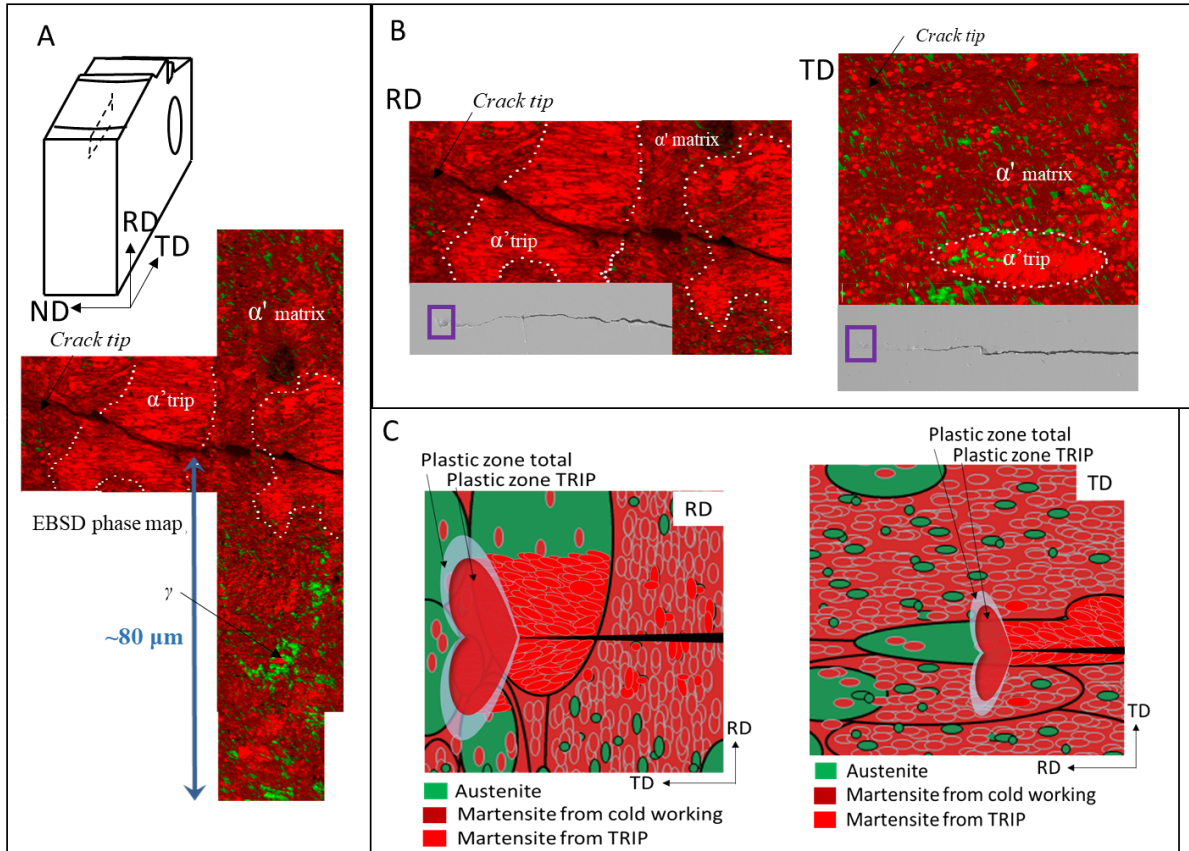 A
RD
TD
ND
Crack tip
α' matrix
α’trip
EBSD phase map
γ
~80 µm
B
RD
Crack tip
α' matrix
α’trip
TD
Crack tip
α' matrix
α’trip
C
Plastic zone total
Plastic zone TRIP
RD
RD
TD
Austenite
Martensite from cold working
Martensite from TRIP
Plastic zone total
Plastic zone TRIP
TD
TD
RD
Austenite
Martensite from cold working
Martensite from TRIP